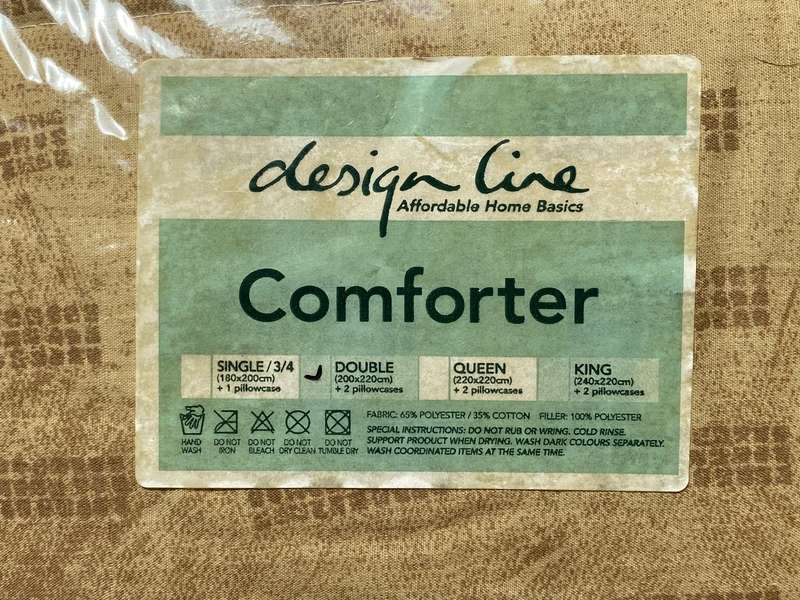 design line
Affordable Home Basics
Comforter
SINGLE / 3/4
(180x200cm)
+ 1 pillowcase
DOUBLE
(200x220cm)
+ 2 pillowcases
QUEEN
(220x220cm)
+ 2 pillowcases
KING
(240x220cm)
+ 2 pillowcases
HAND WASH
DO NOT IRON
DO NOT BLEACH
DO NOT DRY CLEAN
DO NOT TUMBLE DRY
FABRIC: 65% POLYESTER / 35% COTTON FILLER: 100% POLYESTER
SPECIAL INSTRUCTIONS: DO NOT RUB OR WRING. COLD RINSE.
SUPPORT PRODUCT WHEN DRYING. WASH DARK COLOURS SEPARATELY.
WASH COORDINATED ITEMS AT THE SAME TIME.